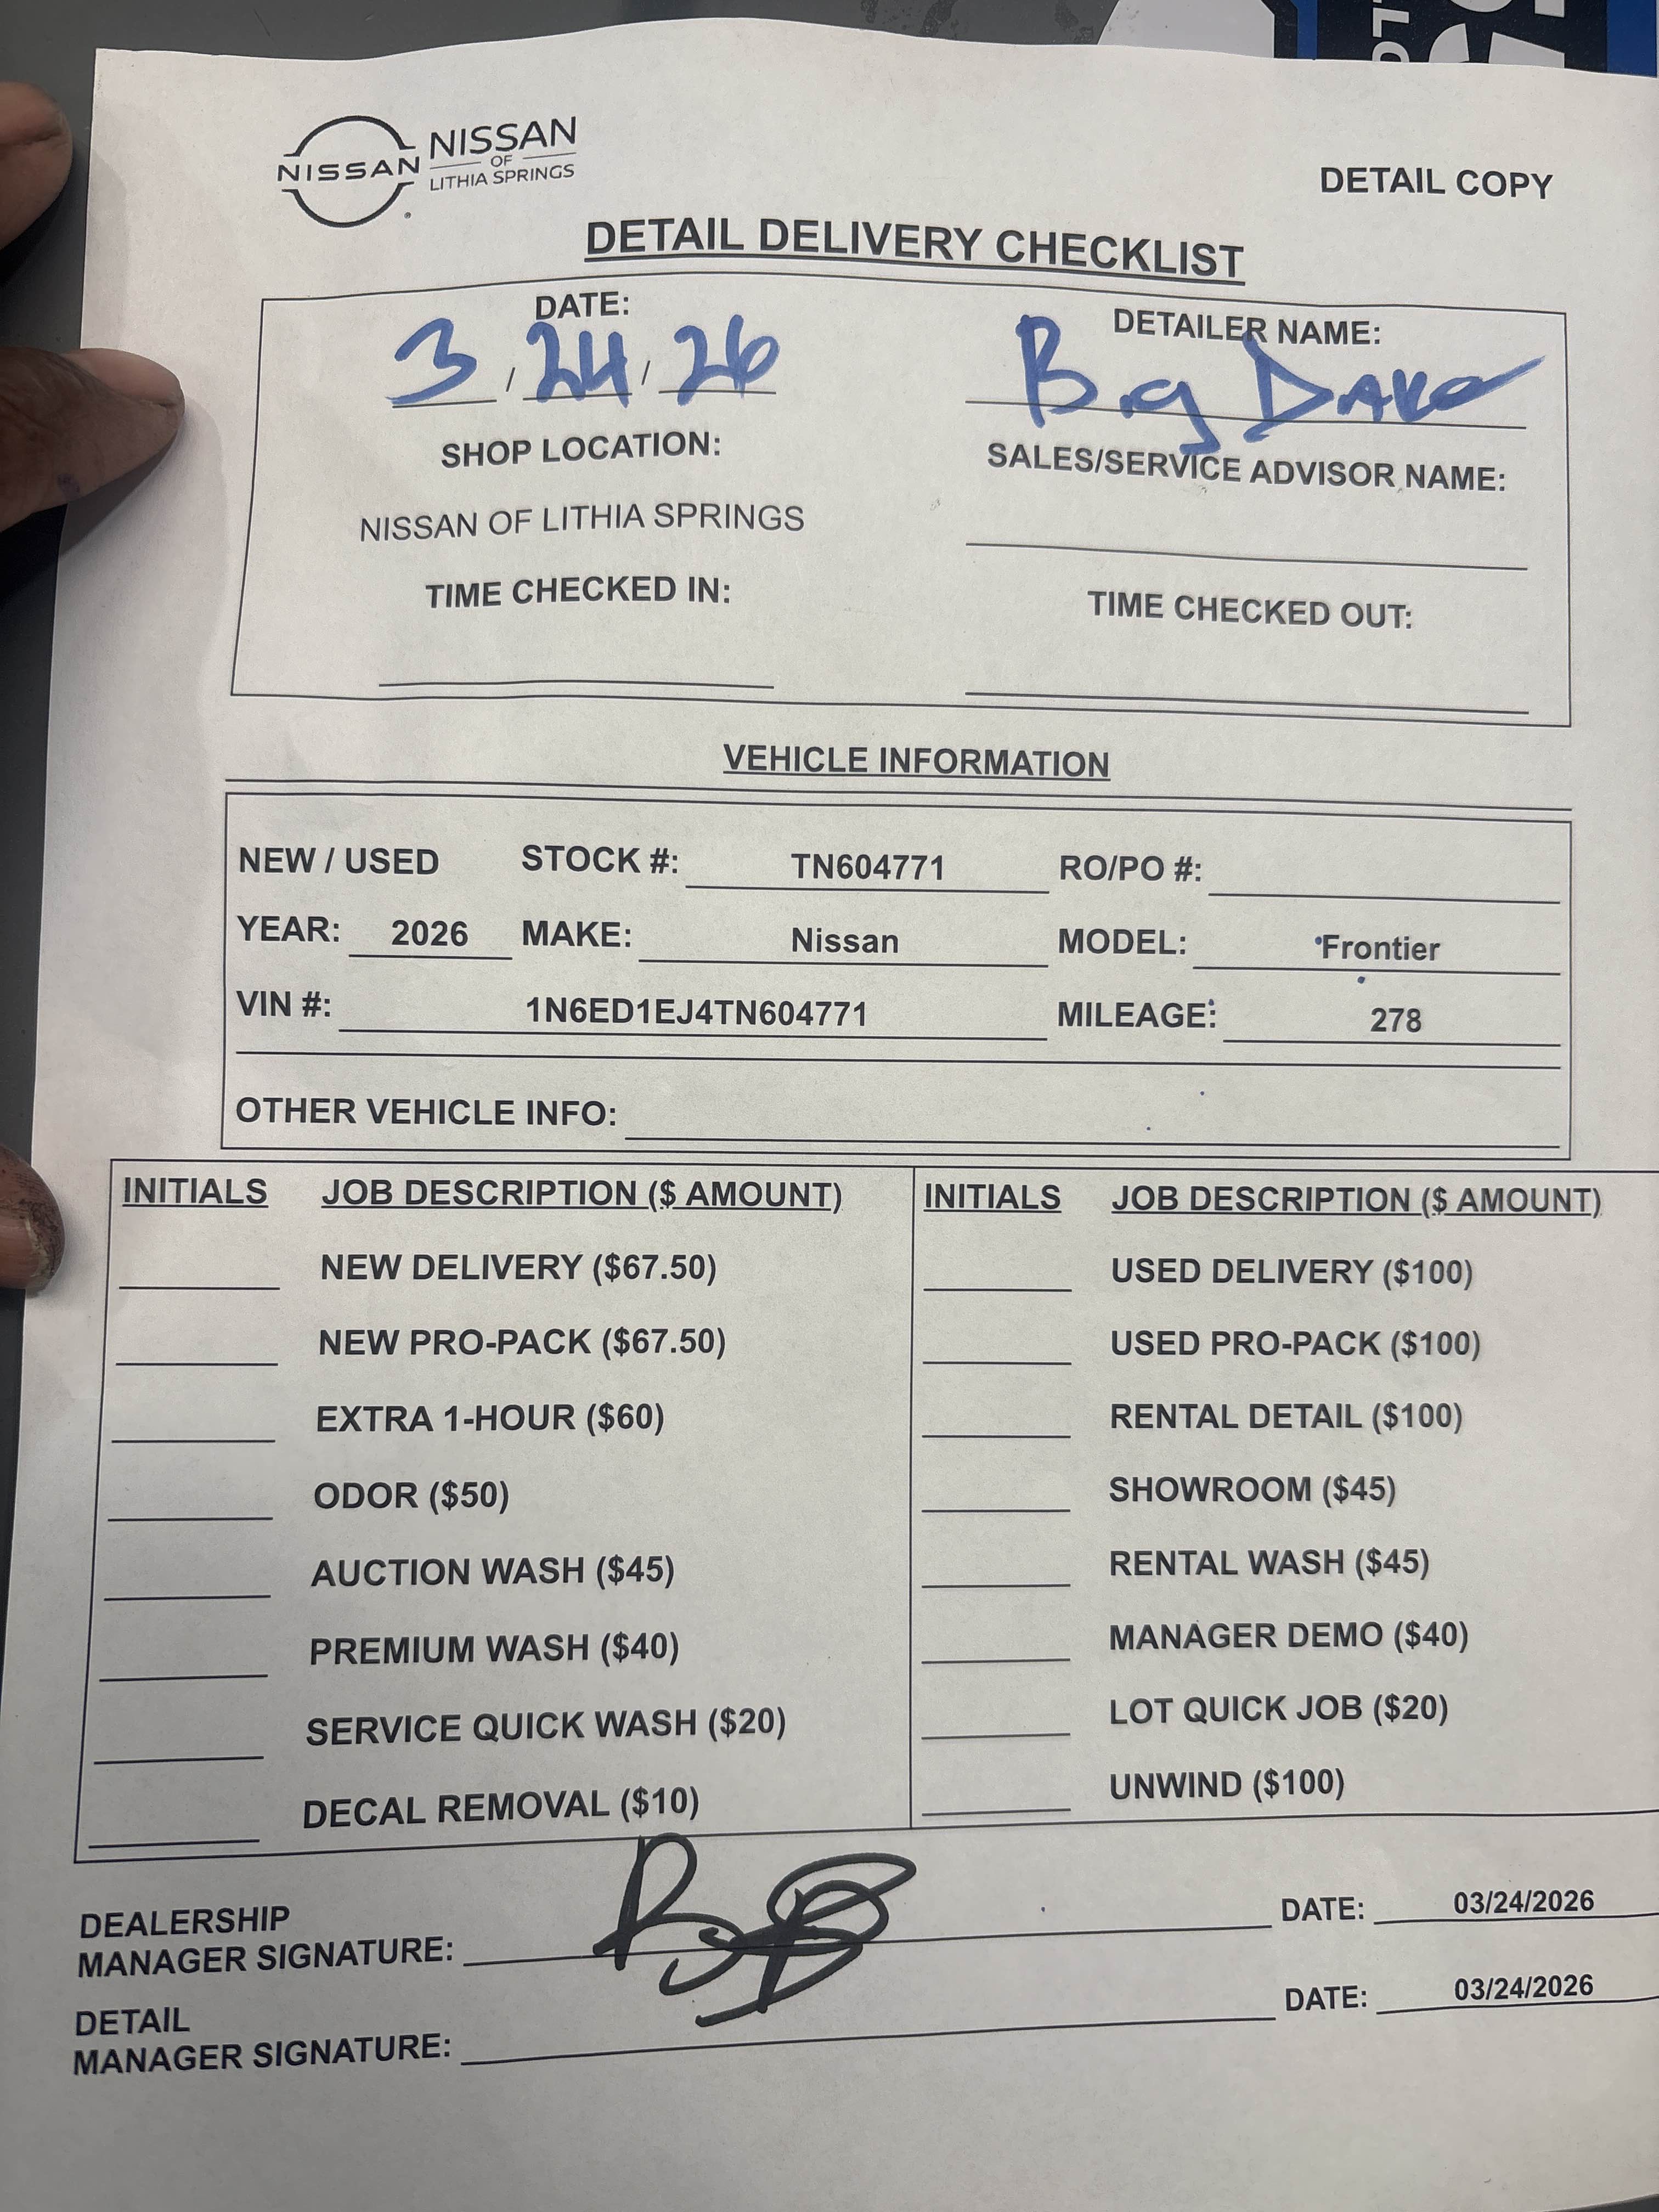 NISSAN
NISSAN
OF
LITHIA SPRINGS
DETAIL COPY
DETAIL DELIVERY CHECKLIST
DATE:
3 / 24 / 26
DETAILER NAME:
Big Dave
SHOP LOCATION:
NISSAN OF LITHIA SPRINGS
SALES/SERVICE ADVISOR NAME:
TIME CHECKED IN:
TIME CHECKED OUT:
VEHICLE INFORMATION
NEW / USED STOCK #: TN604771 RO/PO #:
YEAR: 2026 MAKE: Nissan MODEL: Frontier
VIN #: 1N6ED1EJ4TN604771 MILEAGE: 278
OTHER VEHICLE INFO:
INITIALS JOB DESCRIPTION ($ AMOUNT)
NEW DELIVERY ($67.50)
NEW PRO-PACK ($67.50)
EXTRA 1-HOUR ($60)
ODOR ($50)
AUCTION WASH ($45)
PREMIUM WASH ($40)
SERVICE QUICK WASH ($20)
DECAL REMOVAL ($10)
INITIALS JOB DESCRIPTION ($ AMOUNT)
USED DELIVERY ($100)
USED PRO-PACK ($100)
RENTAL DETAIL ($100)
SHOWROOM ($45)
RENTAL WASH ($45)
MANAGER DEMO ($40)
LOT QUICK JOB ($20)
UNWIND ($100)
DEALERSHIP
MANAGER SIGNATURE: DATE: 03/24/2026
DETAIL
MANAGER SIGNATURE: DATE: 03/24/2026